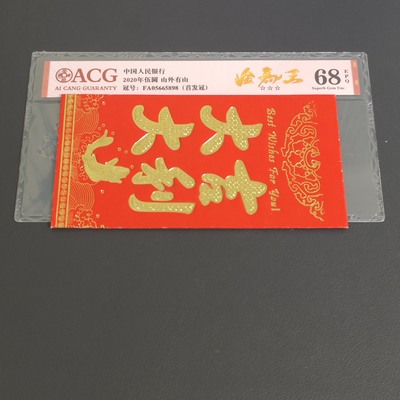 ACG
AI CANG GUARANTY
中国人民银行
2020年伍圆 山外有山
冠号: FA05665898 (首发冠)
68
EPQ
Superb Gem Unc
Best Wishes For You!
大吉
大利